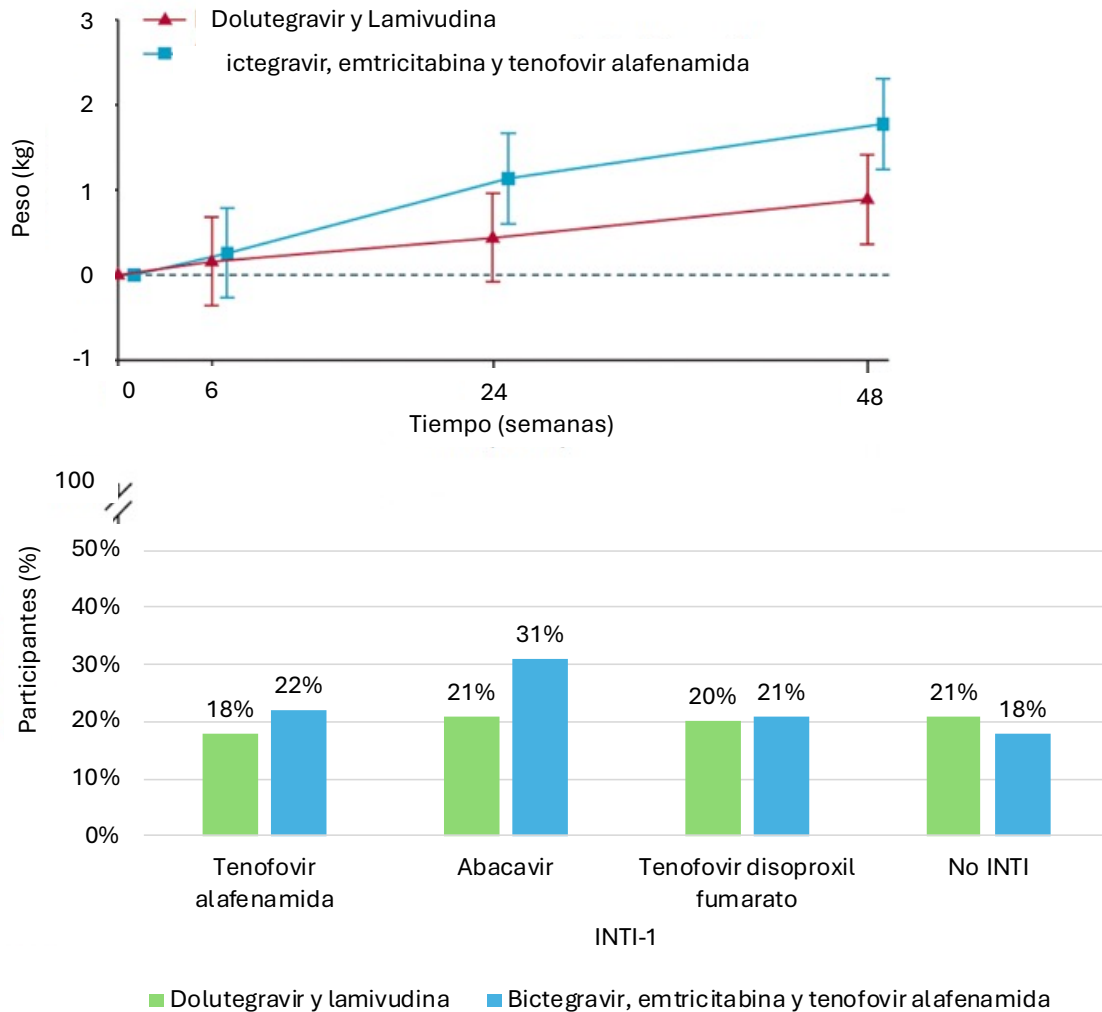 3
Dolutegravir y Lamivudina
ictegravir, emtricitabina y tenofovir alafenamida
2
1
0
-1
Peso (kg)
0 6 24 48
Tiempo (semanas)
100
50%
40%
30%
20%
10%
0%
Participantes (%)
18% 22% 21% 31% 20% 21% 21% 18%
Tenofovir alafenamida
Abacavir
Tenofovir disoproxil fumarato
No INTI
INTI-1
Dolutegravir y lamivudina Bictegravir, emtricitabina y tenofovir alafenamida